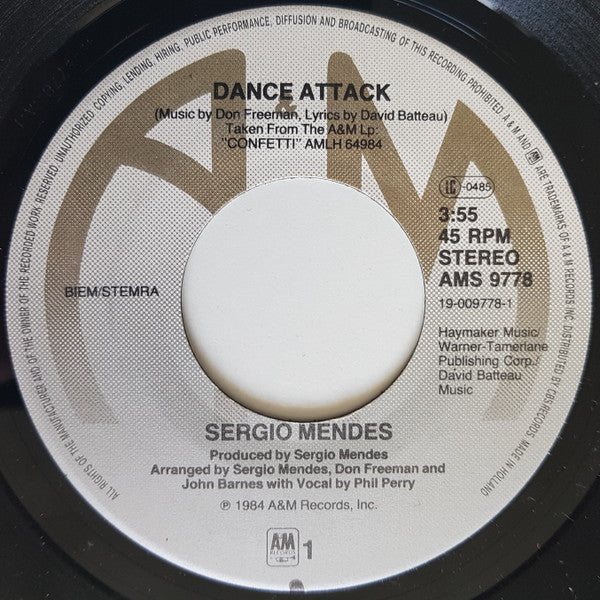 ALL RIGHTS OF THE MANUFACTURER AND OF THE OWNER OF THE RECORDED WORK RESERVED. UNAUTHORIZED COPYING, LENDING, HIRING, PUBLIC PERFORMANCE, DIFFUSION AND BROADCASTING OF THIS RECORDING PROHIBITED. A & M AND A&M ARE TRADEMARKS OF A & M RECORDS INC. DISTRIBUTED BY CBS RECORDS. MADE IN HOLLAND
A&M
DANCE ATTACK
(Music by Don Freeman, Lyrics by David Batteau)
Taken From The A&M Lp:
"CONFETTI" AMLH 64984
LC -0485
3:55
45 RPM
STEREO
AMS 9778
19-009778-1
BIEM/STEMRA
Haymaker Music/
Warner-Tamerlane
Publishing Corp./
David Batteau
Music
SERGIO MENDES
Produced by Sergio Mendes
Arranged by Sergio Mendes, Don Freeman and
John Barnes with Vocal by Phil Perry
℗ 1984 A&M Records, Inc.
A&M
RECORDS
1